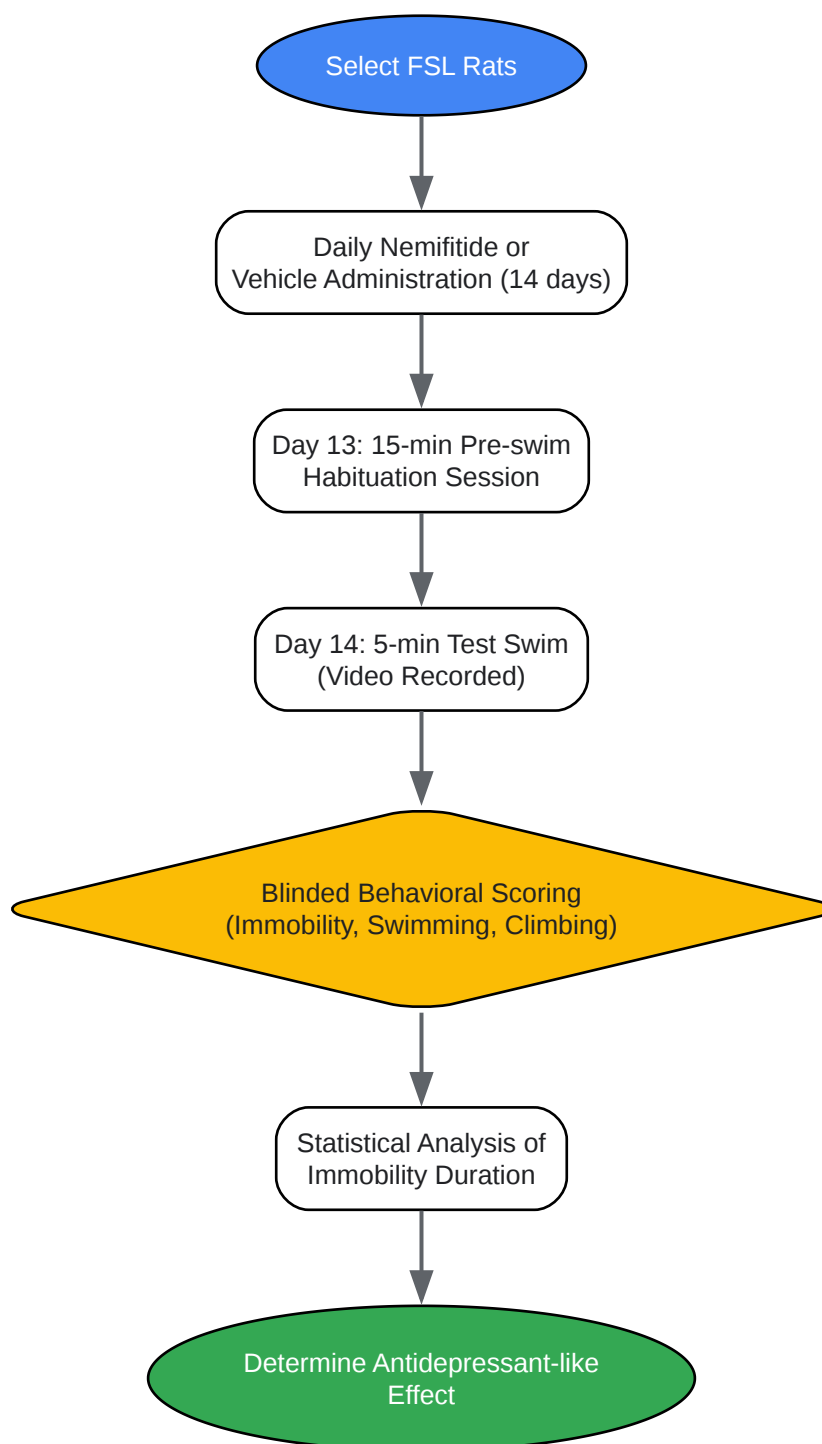 Select FSL Rats
Daily Nemifitide or
Vehicle Administration (14 days)
Day 13: 15-min Pre-swim
Habituation Session
Day 14: 5-min Test Swim
(Video Recorded)
Blinded Behavioral Scoring
(Immobility, Swimming, Climbing)
Statistical Analysis of
Immobility Duration
Determine Antidepressant-like
Effect